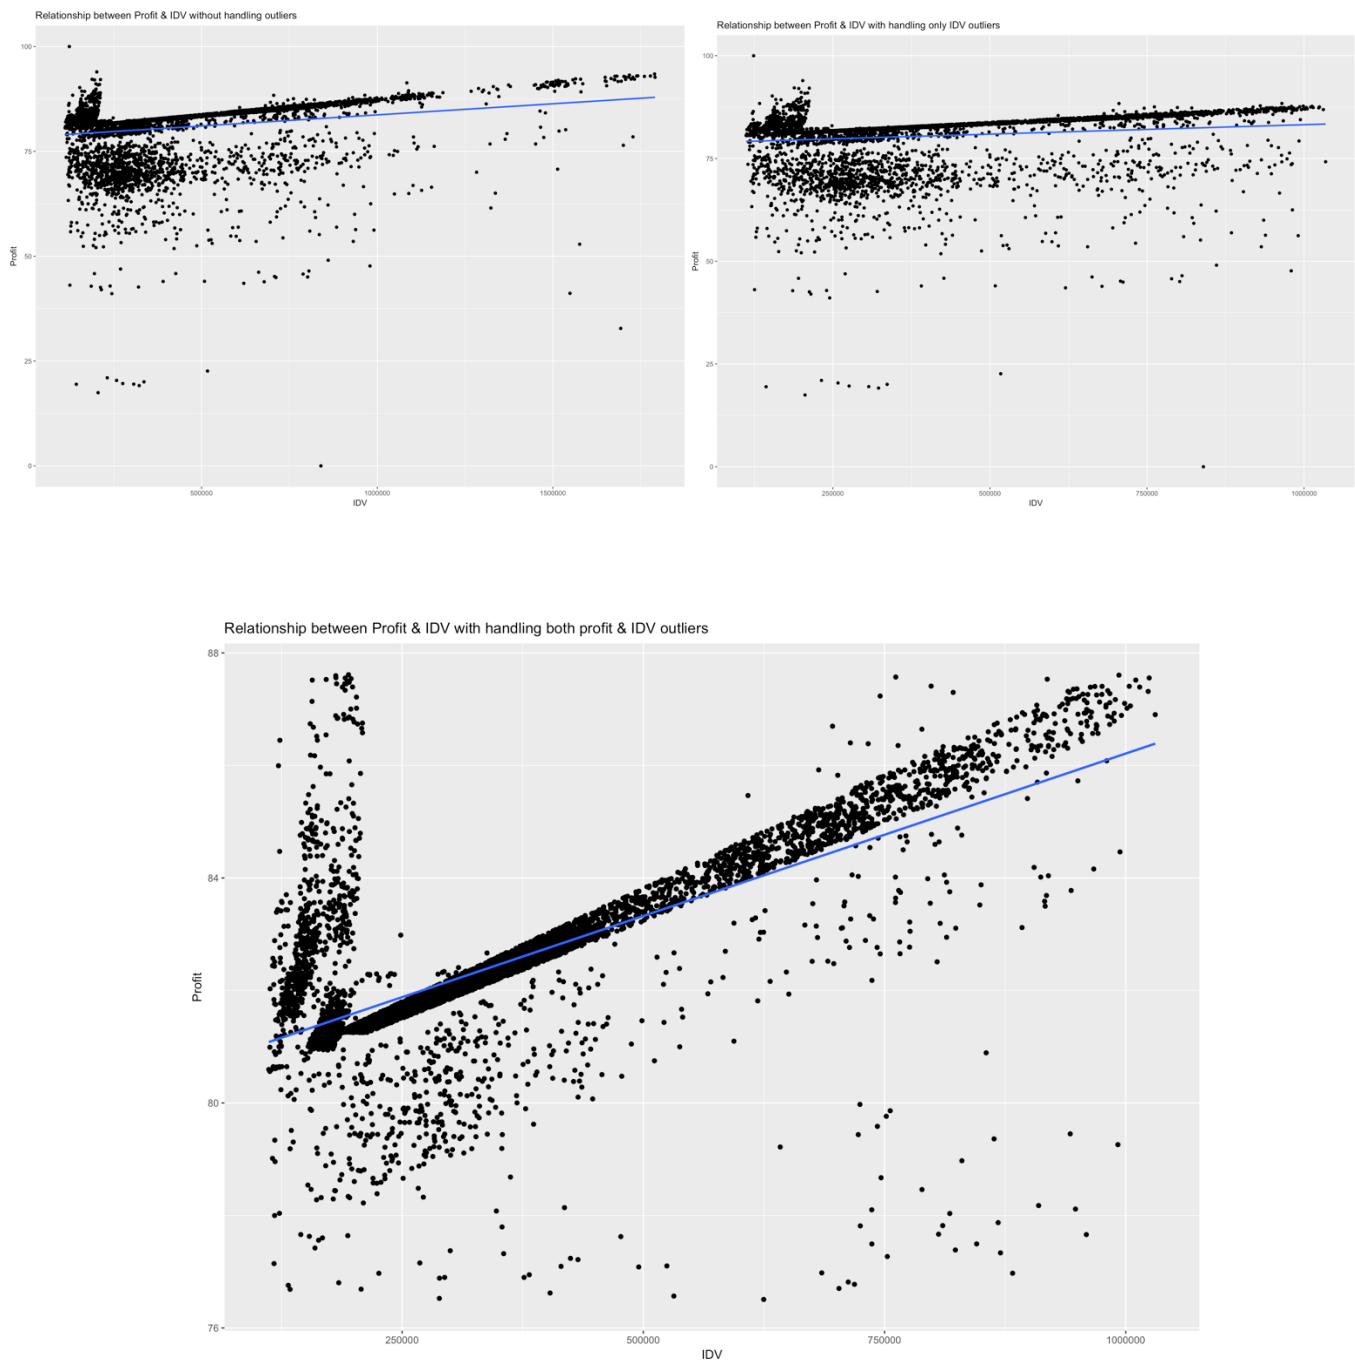 Relationship between Profit & IDV without handling outliers
100
75
50
25
0
Profit
500000 1000000 1500000
IDV
Relationship between Profit & IDV with handling only IDV outliers
100
75
50
25
0
Profit
250000 500000 750000 1000000
IDV
Relationship between Profit & IDV with handling both profit & IDV outliers
88
84
80
76
Profit
250000 500000 750000 1000000
IDV